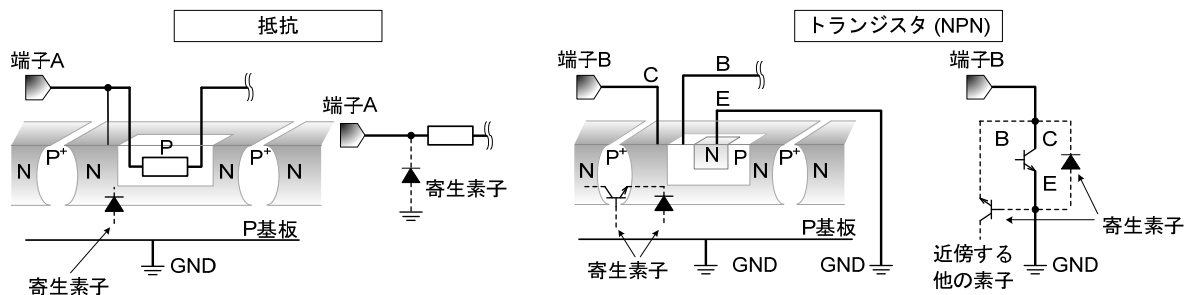 抵抗
トランジスタ (NPN)
端子A
端子A
P
N
P⁺
N
N
P⁺
N
寄生素子
P基板
GND
寄生素子
端子B
C
B
E
N
P⁺
N
N
P
N
P⁺
N
P基板
寄生素子
GND
GND
端子B
B
C
E
寄生素子
近傍する
他の素子
GND